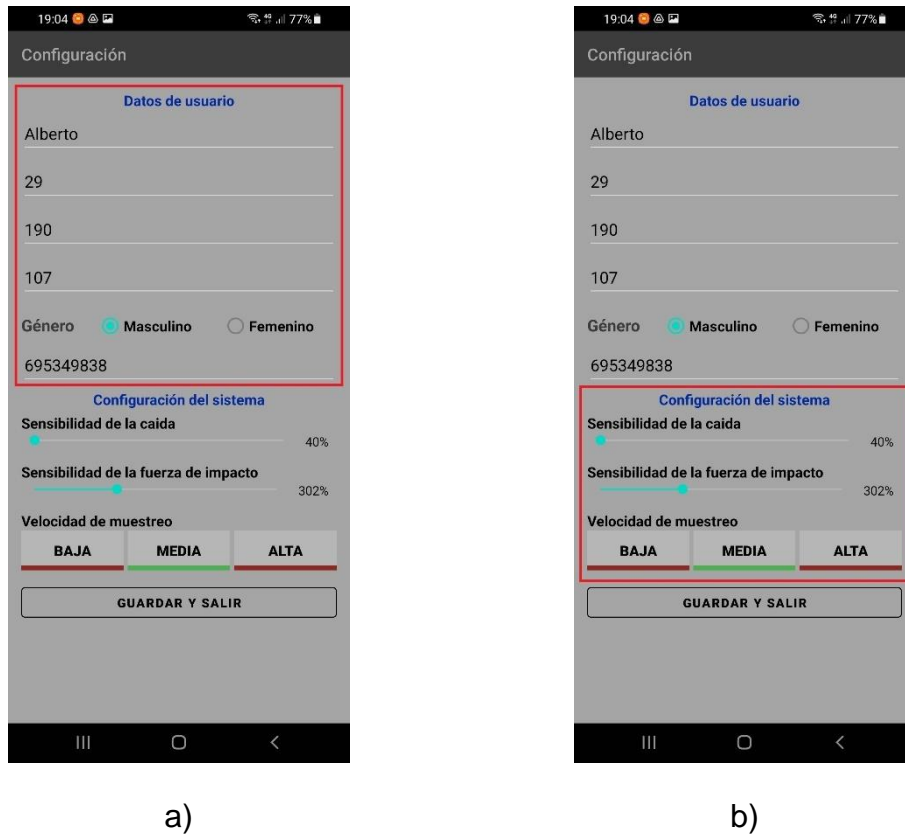 19:04 4G 77%
Configuración
Datos de usuario
Alberto
29
190
107
Género Masculino Femenino
695349838
Configuración del sistema
Sensibilidad de la caida
40%
Sensibilidad de la fuerza de impacto
302%
Velocidad de muestreo
BAJA MEDIA ALTA
GUARDAR Y SALIR
a)
19:04 4G 77%
Configuración
Datos de usuario
Alberto
29
190
107
Género Masculino Femenino
695349838
Configuración del sistema
Sensibilidad de la caida
40%
Sensibilidad de la fuerza de impacto
302%
Velocidad de muestreo
BAJA MEDIA ALTA
GUARDAR Y SALIR
b)